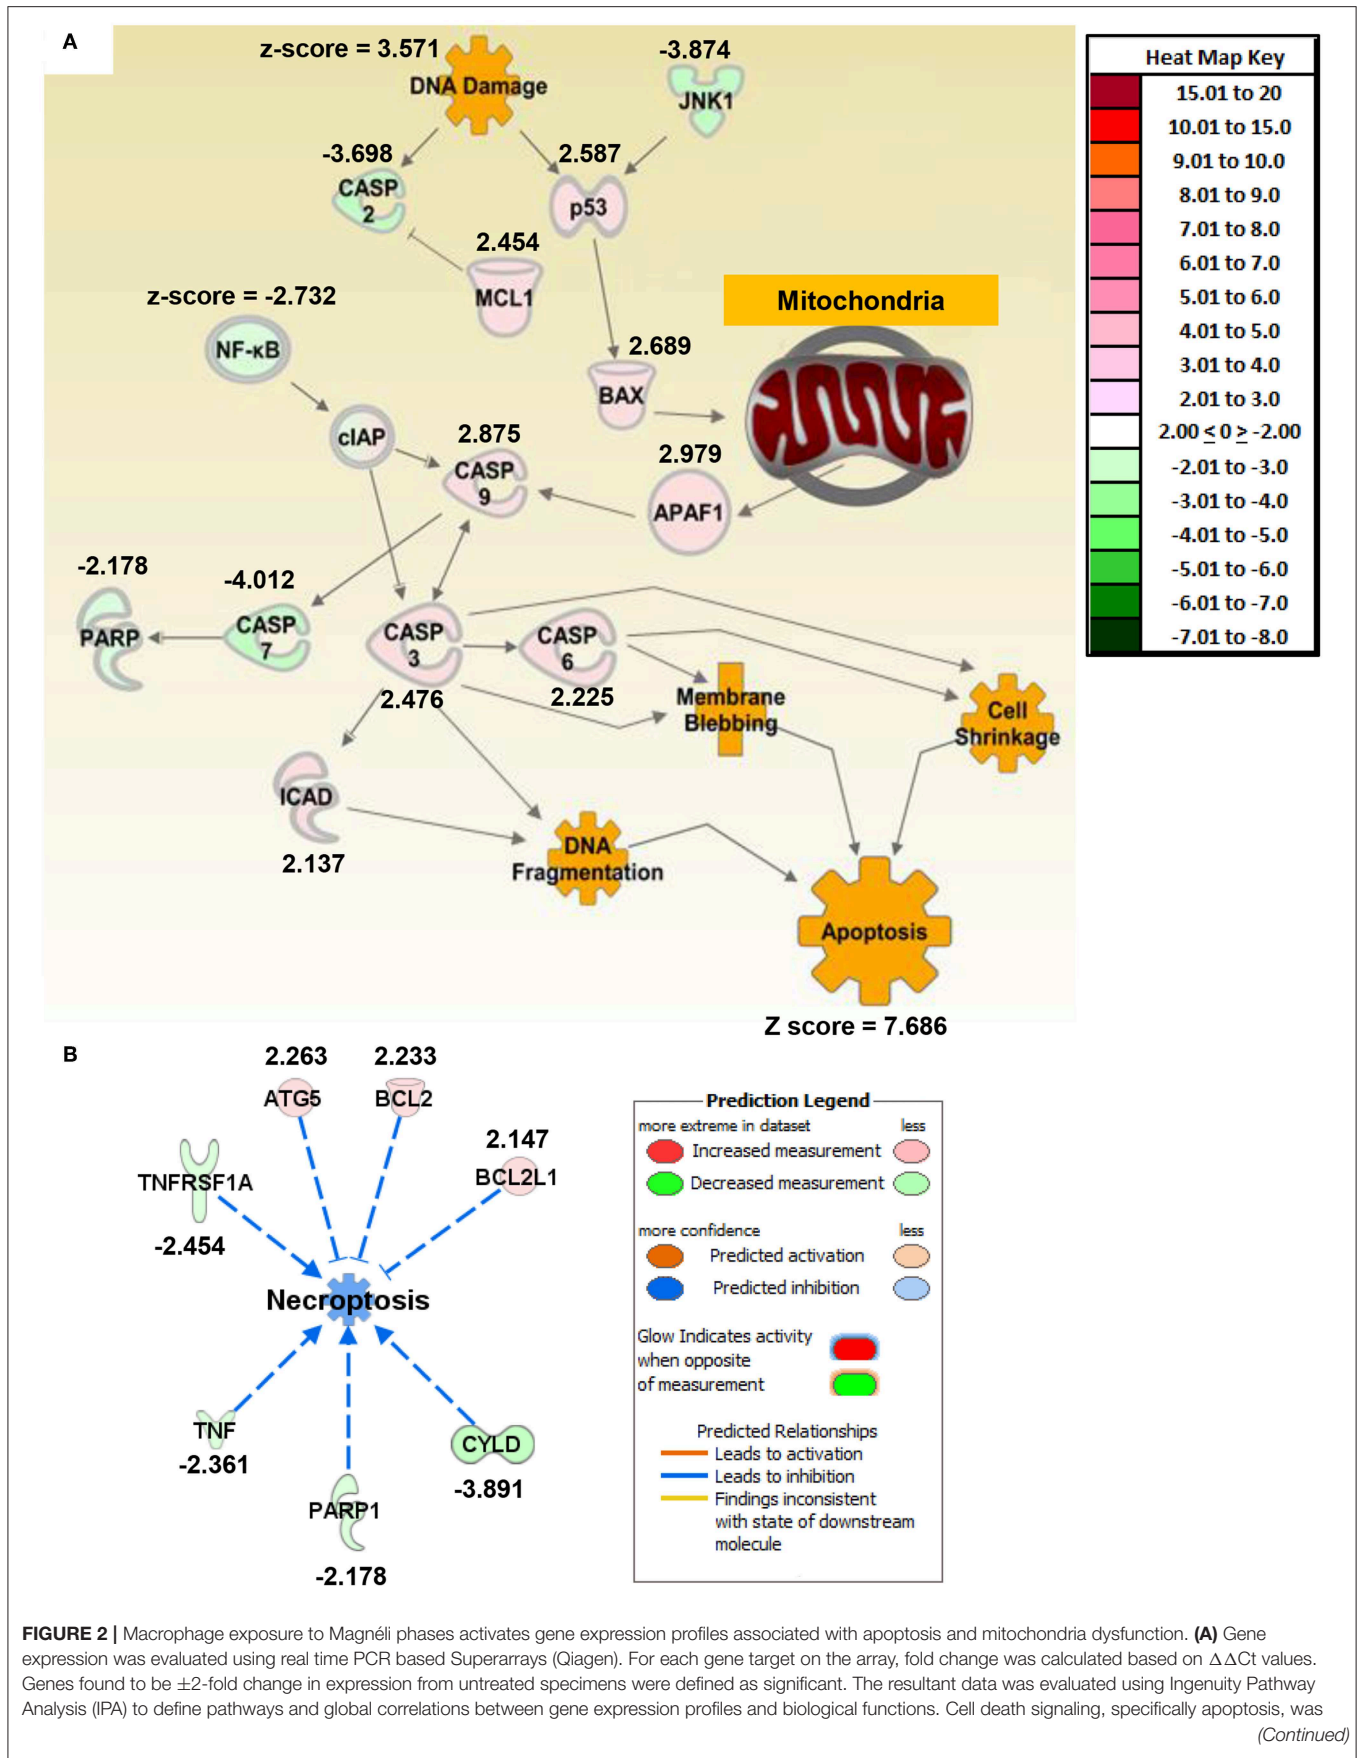 A
z-score = 3.571
-3.874
DNA Damage
JNK1
-3.698
2.587
CASP
2
p53
2.454
MCL1
z-score = -2.732
Mitochondria
NF-κB
2.689
BAX
cIAP
2.875
2.979
CASP
9
APAF1
-2.178
-4.012
PARP
CASP
7
CASP
3
CASP
6
2.476
2.225
Membrane
Blebbing
Cell
Shrinkage
ICAD
2.137
DNA
Fragmentation
Apoptosis
Z score = 7.686
Heat Map Key
15.01 to 20
10.01 to 15.0
9.01 to 10.0
8.01 to 9.0
7.01 to 8.0
6.01 to 7.0
5.01 to 6.0
4.01 to 5.0
3.01 to 4.0
2.01 to 3.0
2.00 ≤ 0 ≥ -2.00
-2.01 to -3.0
-3.01 to -4.0
-4.01 to -5.0
-5.01 to -6.0
-6.01 to -7.0
-7.01 to -8.0
B
2.263
2.233
ATG5
BCL2
2.147
TNFRSF1A
BCL2L1
-2.454
Necroptosis
TNF
-2.361
CYLD
-3.891
PARP1
-2.178
Prediction Legend
more extreme in dataset less
Increased measurement
Decreased measurement
more confidence less
Predicted activation
Predicted inhibition
Glow Indicates activity
when opposite
of measurement
Predicted Relationships
Leads to activation
Leads to inhibition
Findings inconsistent
with state of downstream
molecule
FIGURE 2 | Macrophage exposure to Magnéli phases activates gene expression profiles associated with apoptosis and mitochondria dysfunction. (A) Gene
expression was evaluated using real time PCR based Superarrays (Qiagen). For each gene target on the array, fold change was calculated based on ΔΔCt values.
Genes found to be ±2-fold change in expression from untreated specimens were defined as significant. The resultant data was evaluated using Ingenuity Pathway
Analysis (IPA) to define pathways and global correlations between gene expression profiles and biological functions. Cell death signaling, specifically apoptosis, was
(Continued)